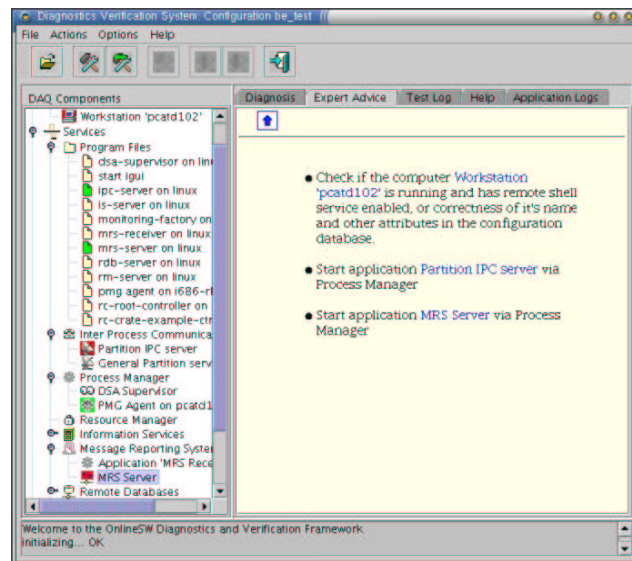 Diagnostics Verification System: Configuration be_test
File Actions Options Help
DAQ Components
Workstation 'pcatd102'
Services
Program Files
dsa-supervisor on linu
start igui
ipc-server on linux
is-server on linux
monitoring-factory on
mrs-receiver on linux
mrs-server on linux
rdb-server on linux
rm-server on linux
pmg agent on i686-rl
rc-root-controller on
rc-crate-example-ctr
Inter Process Communica
Partition IPC server
General Partition serv
Process Manager
DSA Supervisor
PMG Agent on pcatd1
Resource Manager
Information Services
Message Reporting Syste
Application 'MRS Rece
MRS Server
Remote Databases
Diagnosis Expert Advice Test Log Help Application Logs
Check if the computer Workstation
'pcatd102' is running and has remote shell
service enabled, or correctness of it's name
and other attributes in the configuration
database.
Start application Partition IPC server via
Process Manager
Start application MRS Server via Process
Manager
Welcome to the OnlineSW Diagnostics and Verification Framework
initializing... OK